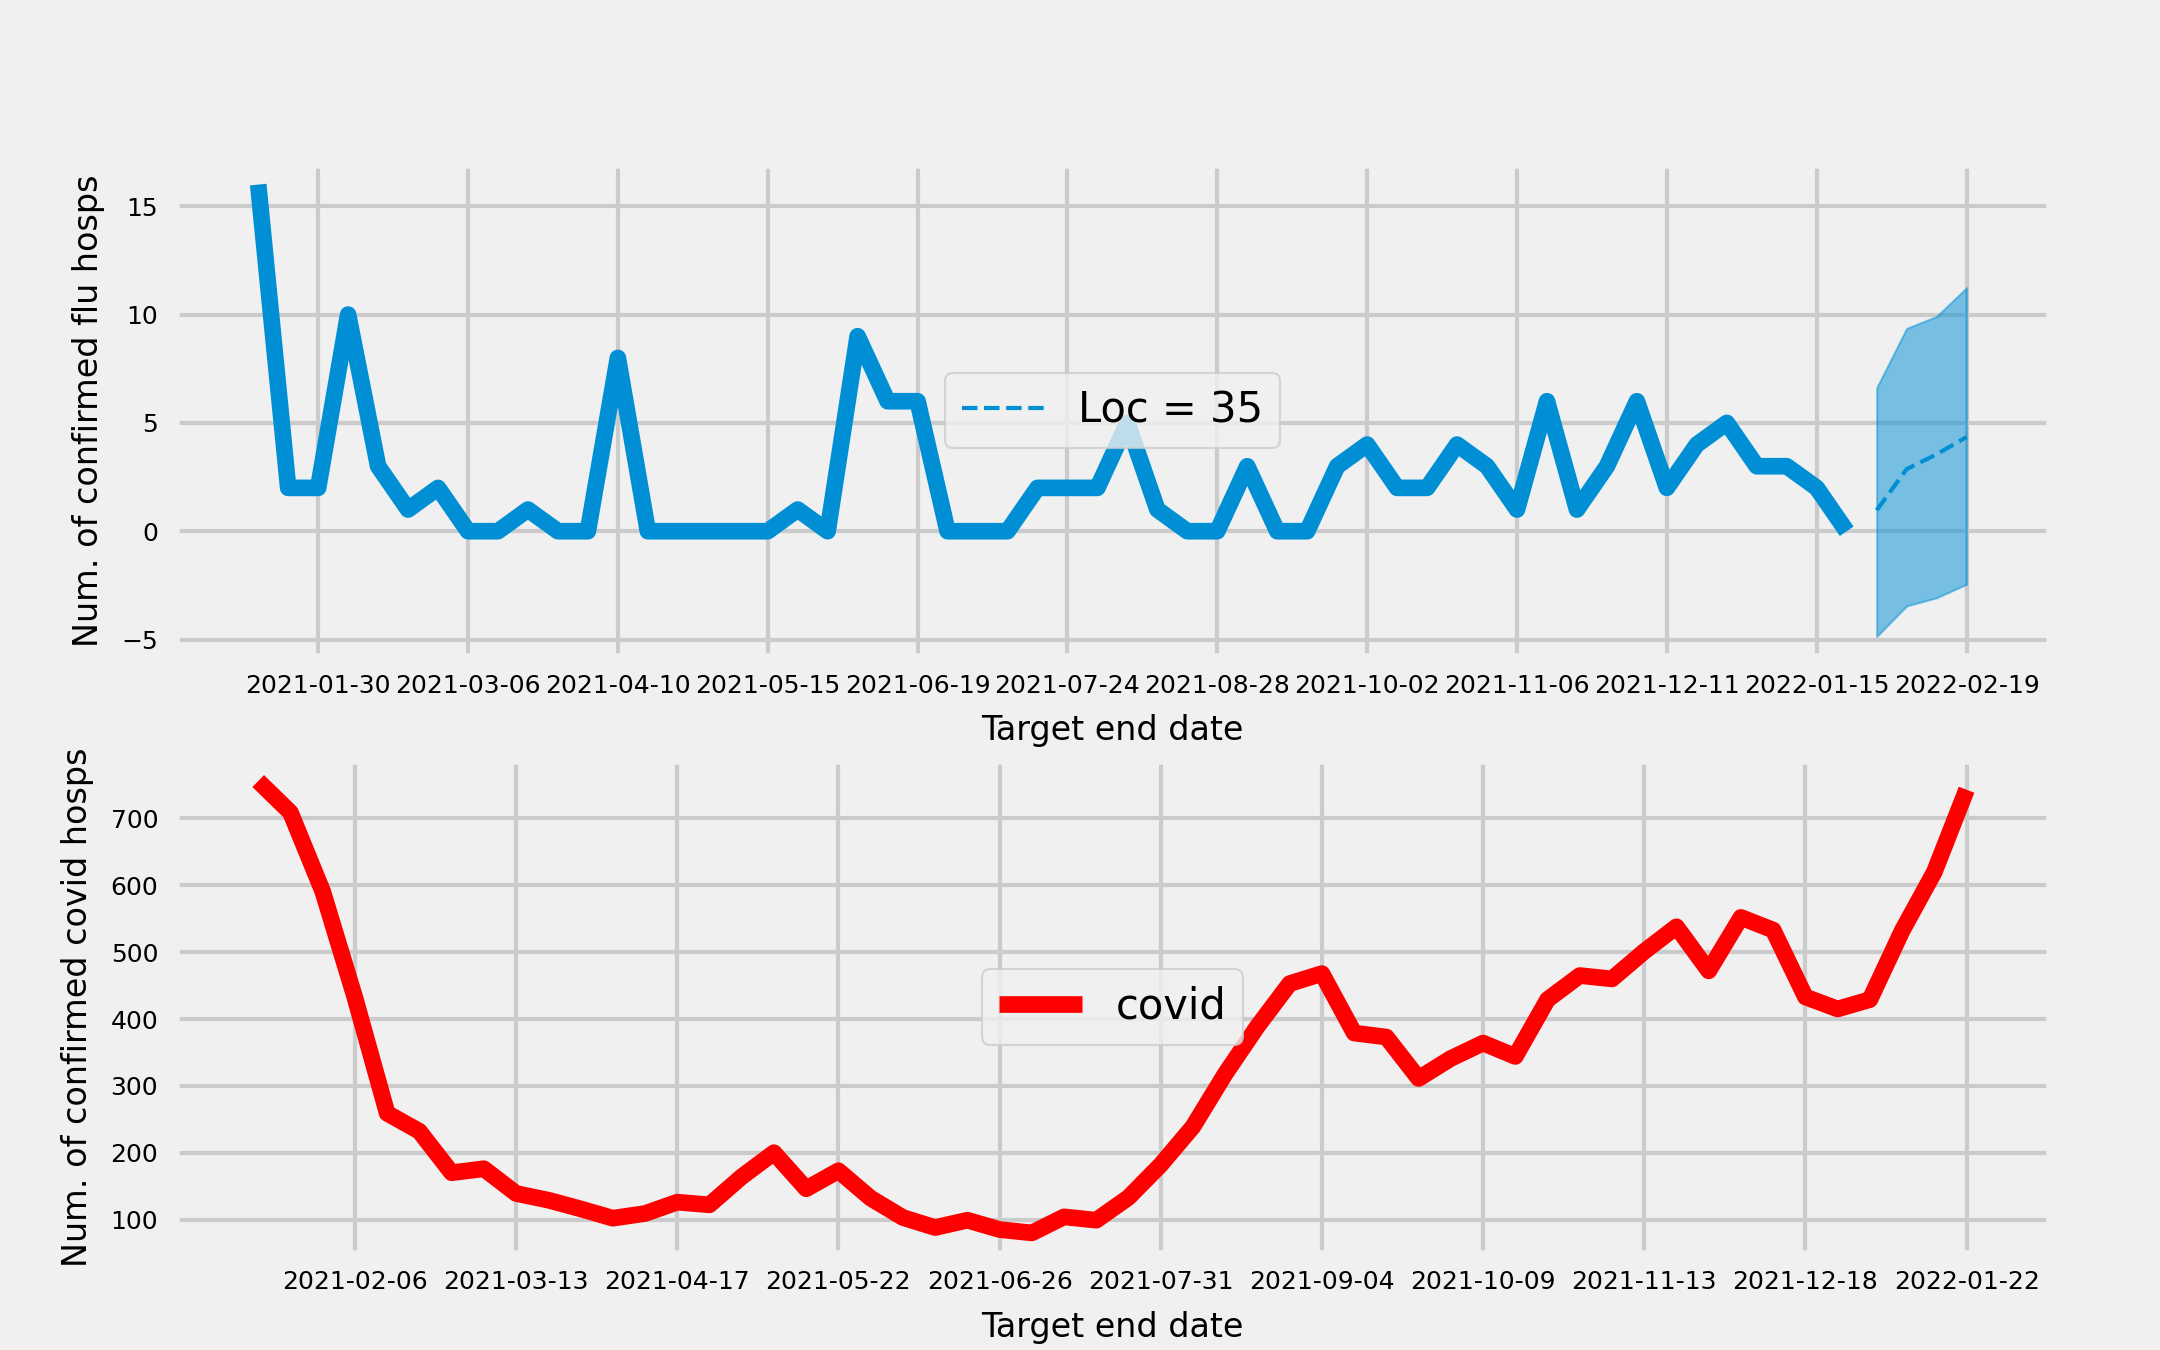 Num. of confirmed flu hosps
15
10
5
0
−5
Loc = 35
2021-01-30 2021-03-06 2021-04-10 2021-05-15 2021-06-19 2021-07-24 2021-08-28 2021-10-02 2021-11-06 2021-12-11 2022-01-15 2022-02-19
Target end date
Num. of confirmed covid hosps
700
600
500
400
300
200
100
covid
2021-02-06 2021-03-13 2021-04-17 2021-05-22 2021-06-26 2021-07-31 2021-09-04 2021-10-09 2021-11-13 2021-12-18 2022-01-22
Target end date